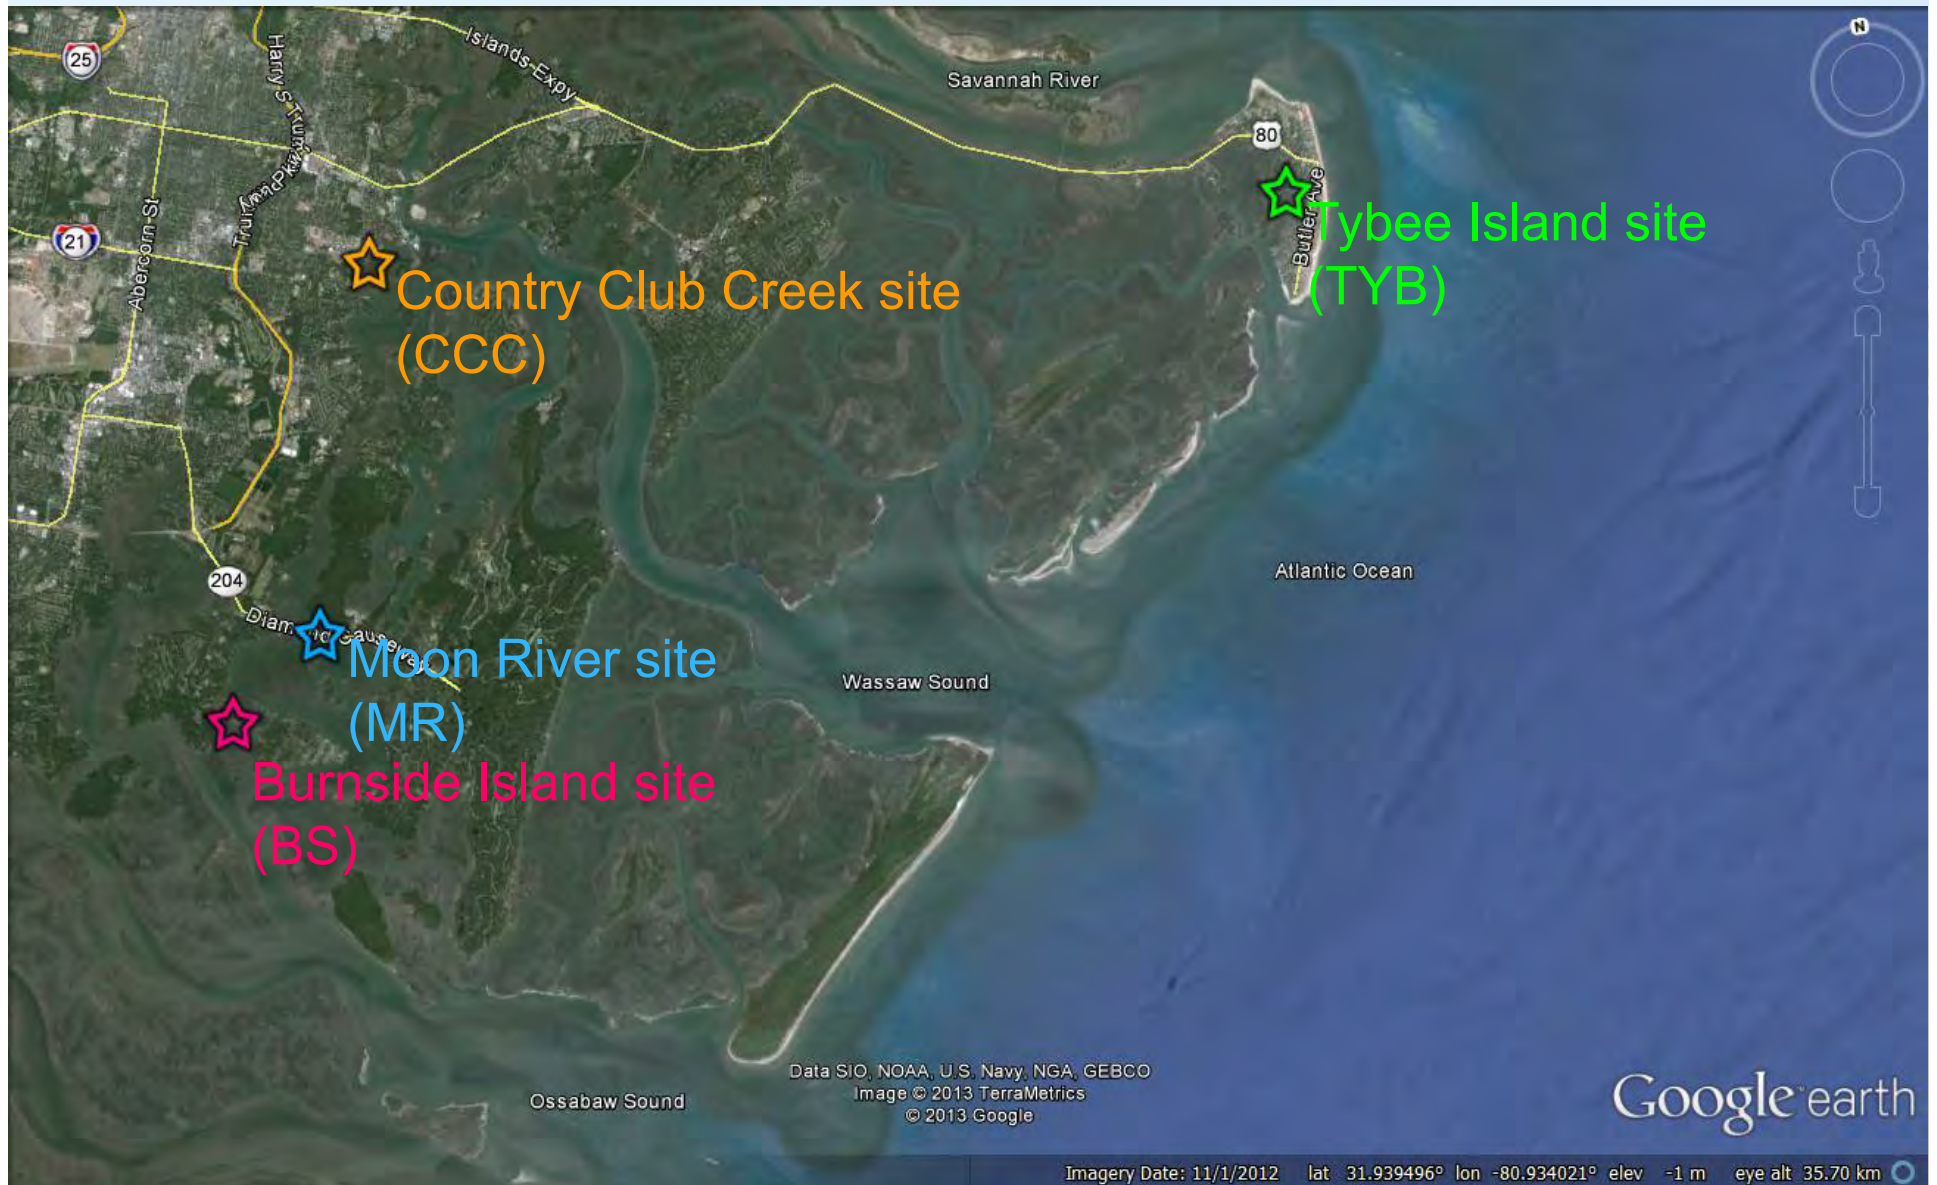 N
Islands Expy
25
Harry S Truman Pkwy
Savannah River
80
Abercorn St
21
Butler Ave
Tybee Island site
(TYB)
Country Club Creek site
(CCC)
Atlantic Ocean
204
Diamond Causeway
Moon River site
(MR)
Wassaw Sound
Burnside Island site
(BS)
Data SIO, NOAA, U.S. Navy, NGA, GEBCO
Image © 2013 TerraMetrics
© 2013 Google
Ossabaw Sound
Google earth
Imagery Date: 11/1/2012 lat 31.939496° lon -80.934021° elev -1 m eye alt 35.70 km